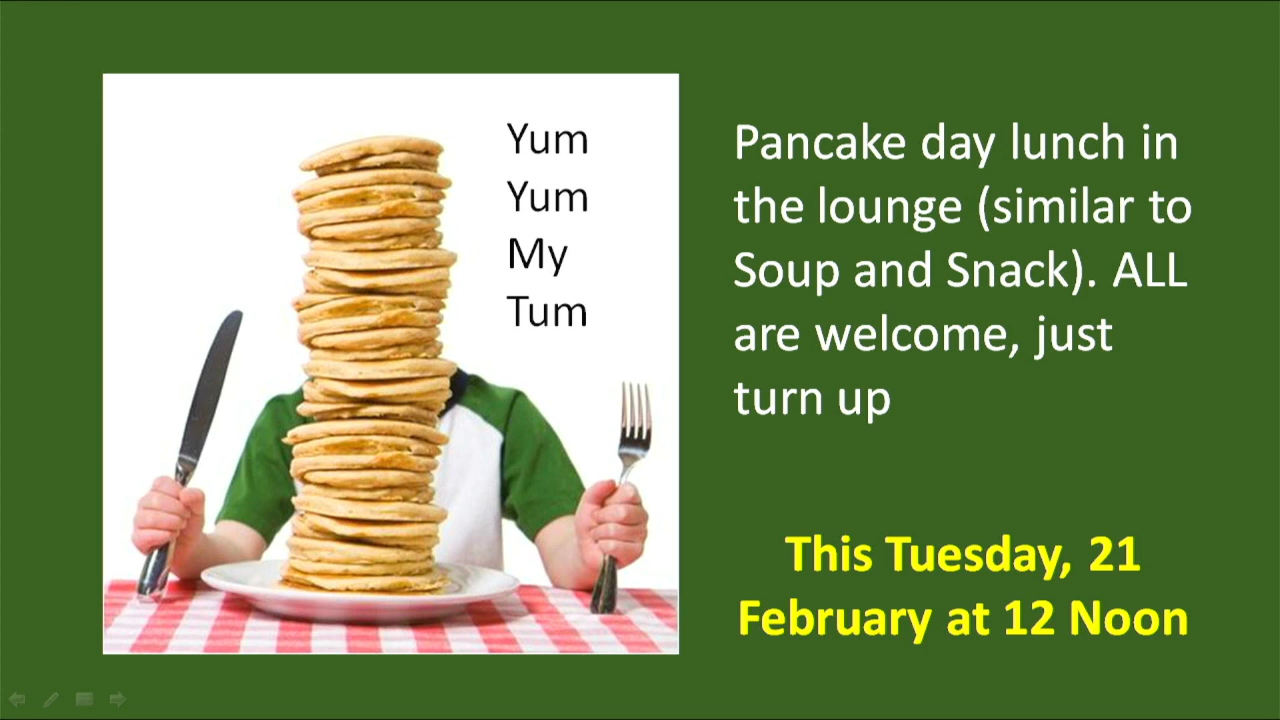 Yum
Yum
My
Tum
Pancake day lunch in
the lounge (similar to
Soup and Snack). ALL
are welcome, just
turn up
This Tuesday, 21
February at 12 Noon